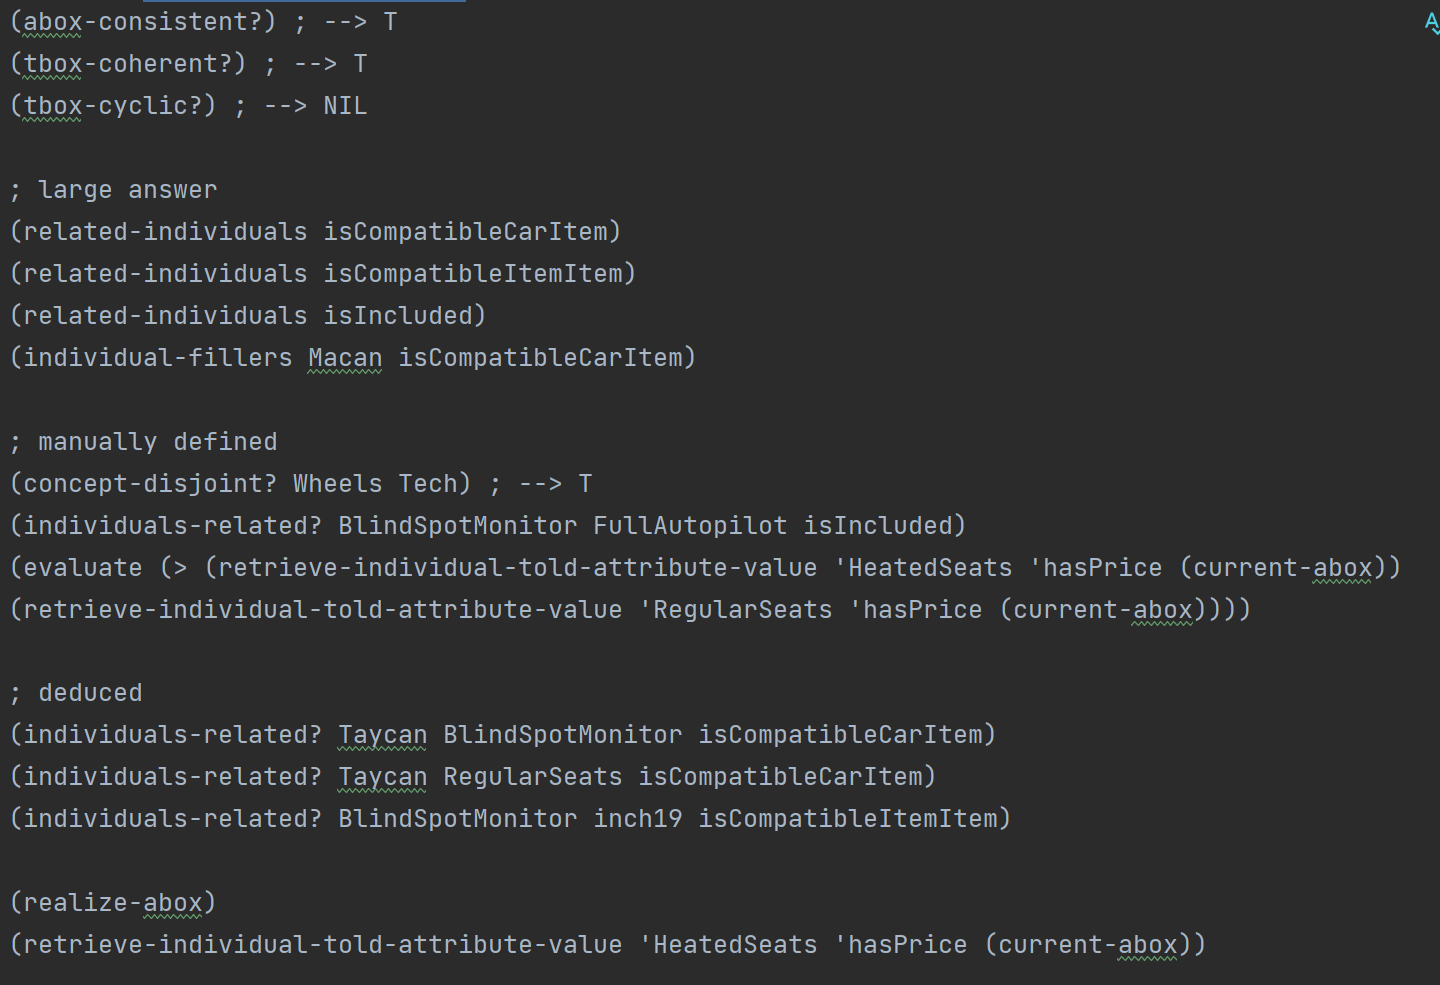 (abox-consistent?) ; --> T
(tbox-coherent?) ; --> T
(tbox-cyclic?) ; --> NIL
; large answer
(related-individuals isCompatibleCarItem)
(related-individuals isCompatibleItemItem)
(related-individuals isIncluded)
(individual-fillers Macan isCompatibleCarItem)
; manually defined
(concept-disjoint? Wheels Tech) ; --> T
(individuals-related? BlindSpotMonitor FullAutopilot isIncluded)
(evaluate (> (retrieve-individual-told-attribute-value 'HeatedSeats 'hasPrice (current-abox))
(retrieve-individual-told-attribute-value 'RegularSeats 'hasPrice (current-abox))))
; deduced
(individuals-related? Taycan BlindSpotMonitor isCompatibleCarItem)
(individuals-related? Taycan RegularSeats isCompatibleCarItem)
(individuals-related? BlindSpotMonitor inch19 isCompatibleItemItem)
(realize-abox)
(retrieve-individual-told-attribute-value 'HeatedSeats 'hasPrice (current-abox))